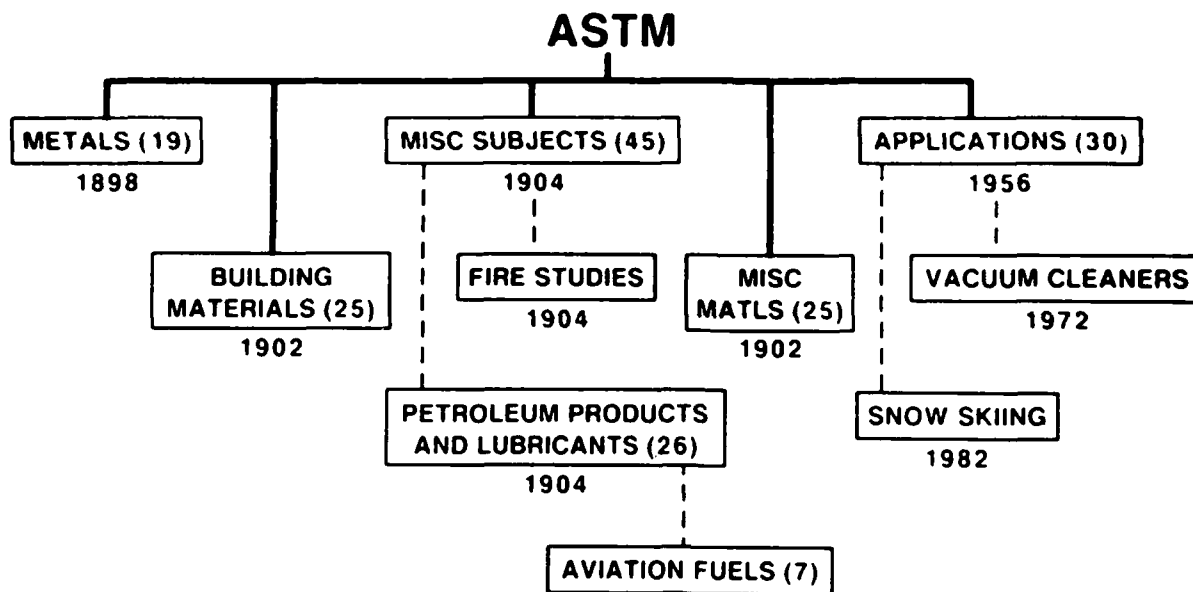 ASTM
METALS (19)
1898
MISC SUBJECTS (45)
1904
APPLICATIONS (30)
1956
BUILDING
MATERIALS (25)
1902
FIRE STUDIES
1904
MISC
MATLS (25)
1902
VACUUM CLEANERS
1972
PETROLEUM PRODUCTS
AND LUBRICANTS (26)
1904
SNOW SKIING
1982
AVIATION FUELS (7)